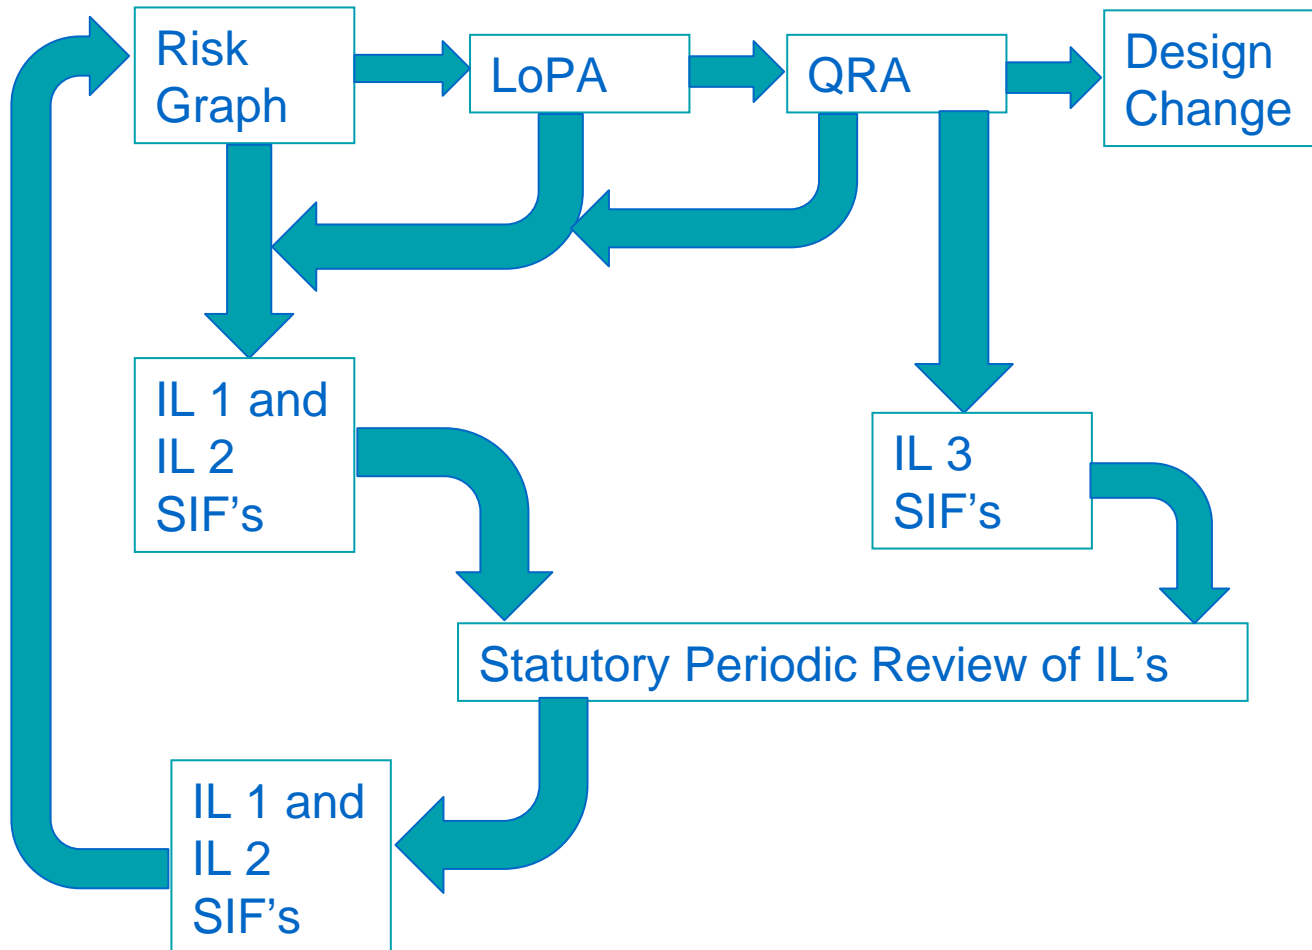 Risk
Graph
LoPA
QRA
Design
Change
IL 1 and
IL 2
SIF’s
IL 3
SIF’s
Statutory Periodic Review of IL’s
IL 1 and
IL 2
SIF’s